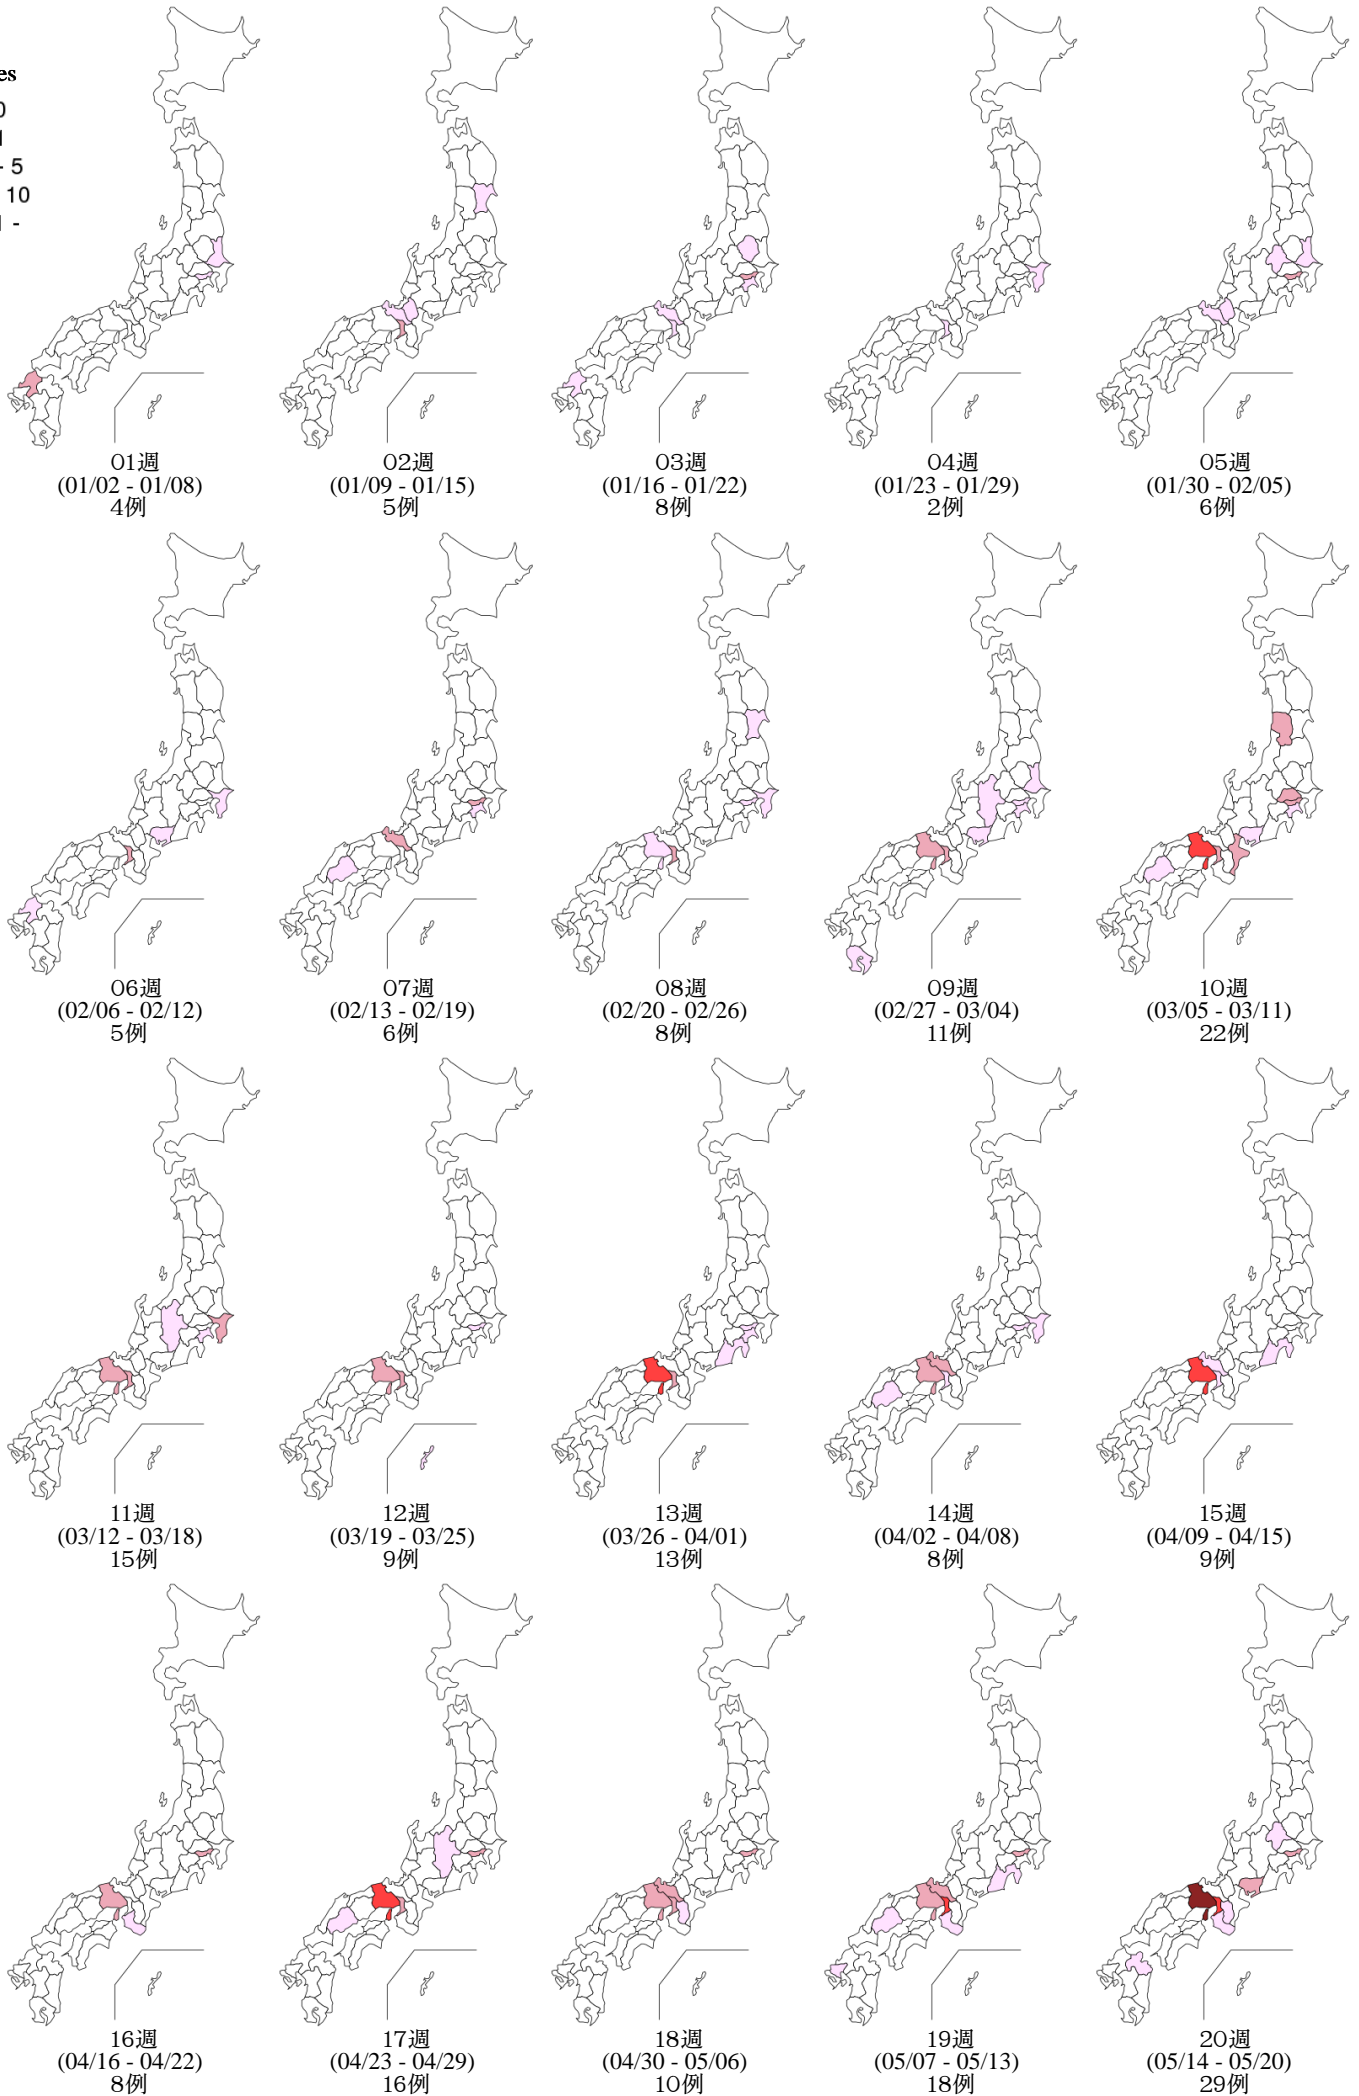 es
0
1
- 5
10
1 -
01週
(01/02 - 01/08)
4例
02週
(01/09 - 01/15)
5例
03週
(01/16 - 01/22)
8例
04週
(01/23 - 01/29)
2例
05週
(01/30 - 02/05)
6例
06週
(02/06 - 02/12)
5例
07週
(02/13 - 02/19)
6例
08週
(02/20 - 02/26)
8例
09週
(02/27 - 03/04)
11例
10週
(03/05 - 03/11)
22例
11週
(03/12 - 03/18)
15例
12週
(03/19 - 03/25)
9例
13週
(03/26 - 04/01)
13例
14週
(04/02 - 04/08)
8例
15週
(04/09 - 04/15)
9例
16週
(04/16 - 04/22)
8例
17週
(04/23 - 04/29)
16例
18週
(04/30 - 05/06)
10例
19週
(05/07 - 05/13)
18例
20週
(05/14 - 05/20)
29例